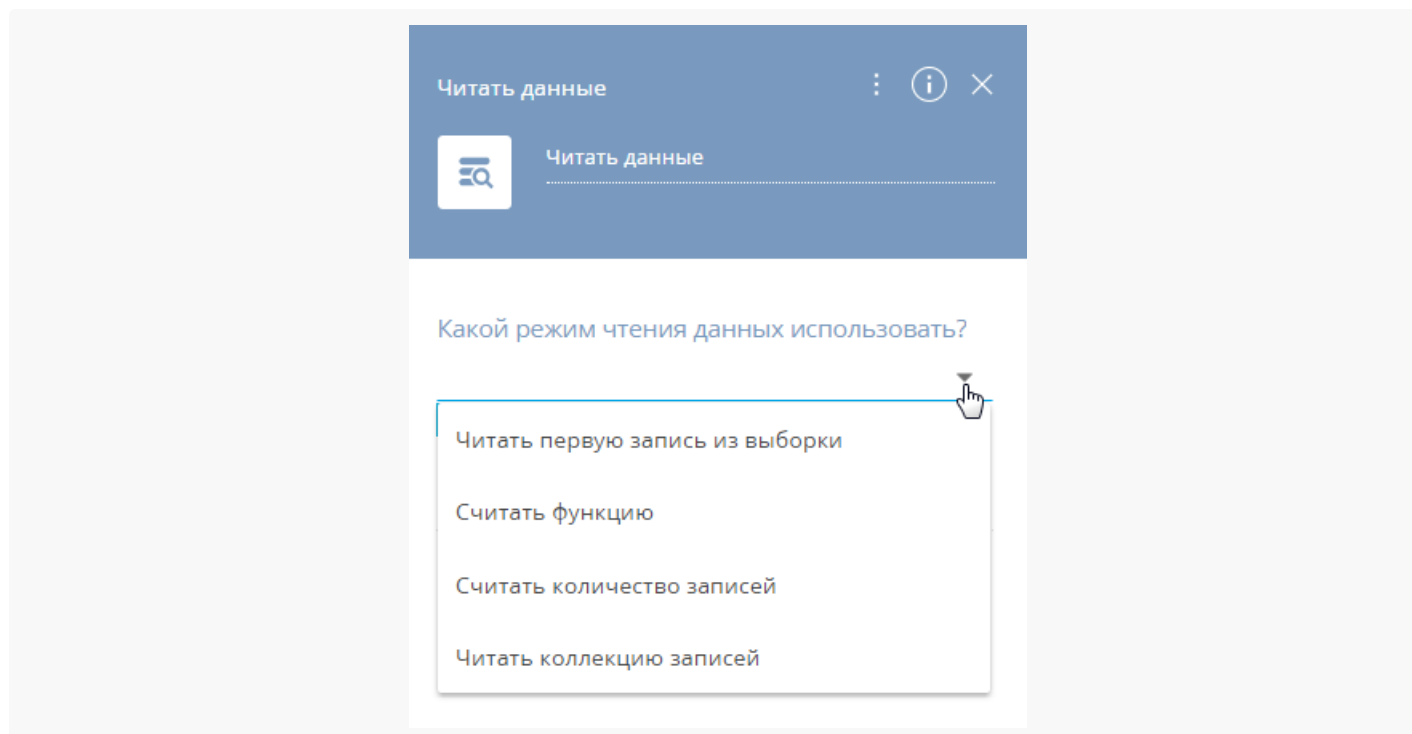 Читать данные
Читать данные
Какой режим чтения данных использовать?
Читать первую запись из выборки
Считать функцию
Считать количество записей
Читать коллекцию записей